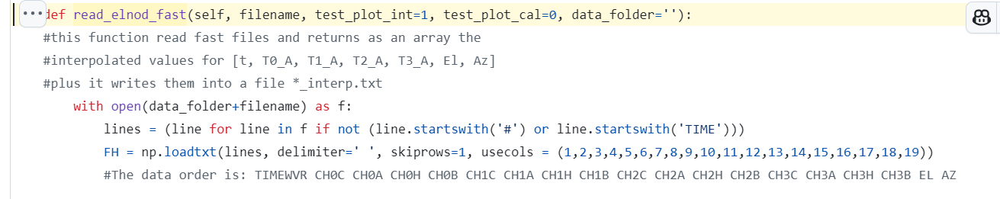 def read_elnod_fast(self, filename, test_plot_int=1, test_plot_cal=0, data_folder=''):
#this function read fast files and returns as an array the
#interpolated values for [t, T0_A, T1_A, T2_A, T3_A, El, Az]
#plus it writes them into a file *_interp.txt
with open(data_folder+filename) as f:
lines = (line for line in f if not (line.startswith('#') or line.startswith('TIME')))
FH = np.loadtxt(lines, delimiter=' ', skiprows=1, usecols = (1,2,3,4,5,6,7,8,9,10,11,12,13,14,15,16,17,18,19))
#The data order is: TIMEWVR CH0C CH0A CH0H CH0B CH1C CH1A CH1H CH1B CH2C CH2A CH2H CH2B CH3C CH3A CH3H CH3B EL AZ